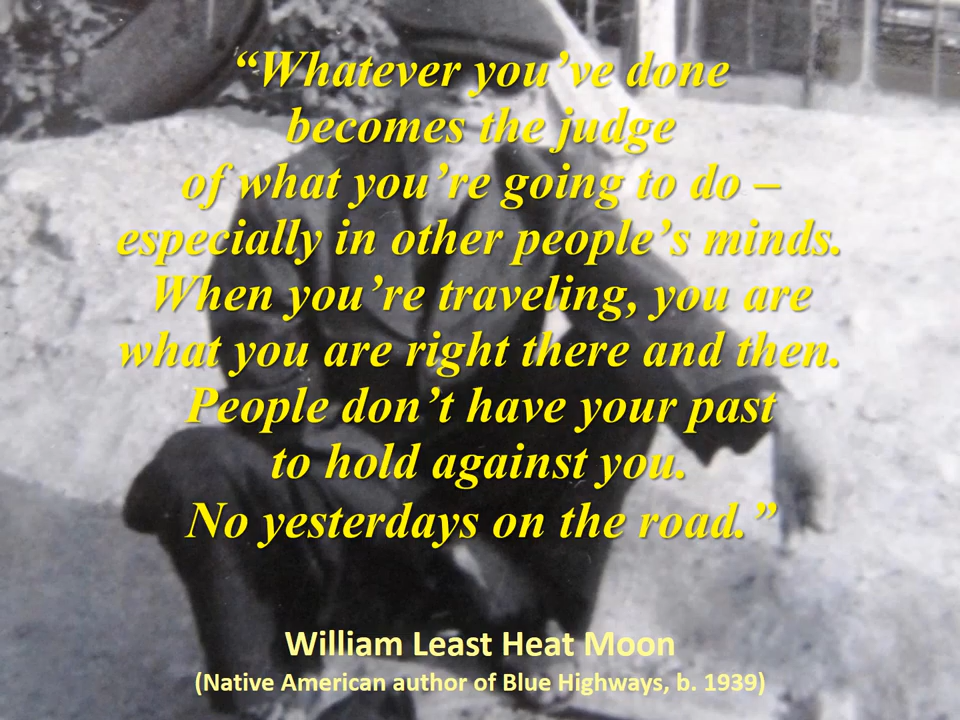 “Whatever you’ve done
becomes the judge
of what you’re going to do –
especially in other people’s minds.
When you’re traveling, you are
what you are right there and then.
People don’t have your past
to hold against you.
No yesterdays on the road.”
William Least Heat Moon
(Native American author of Blue Highways, b. 1939)